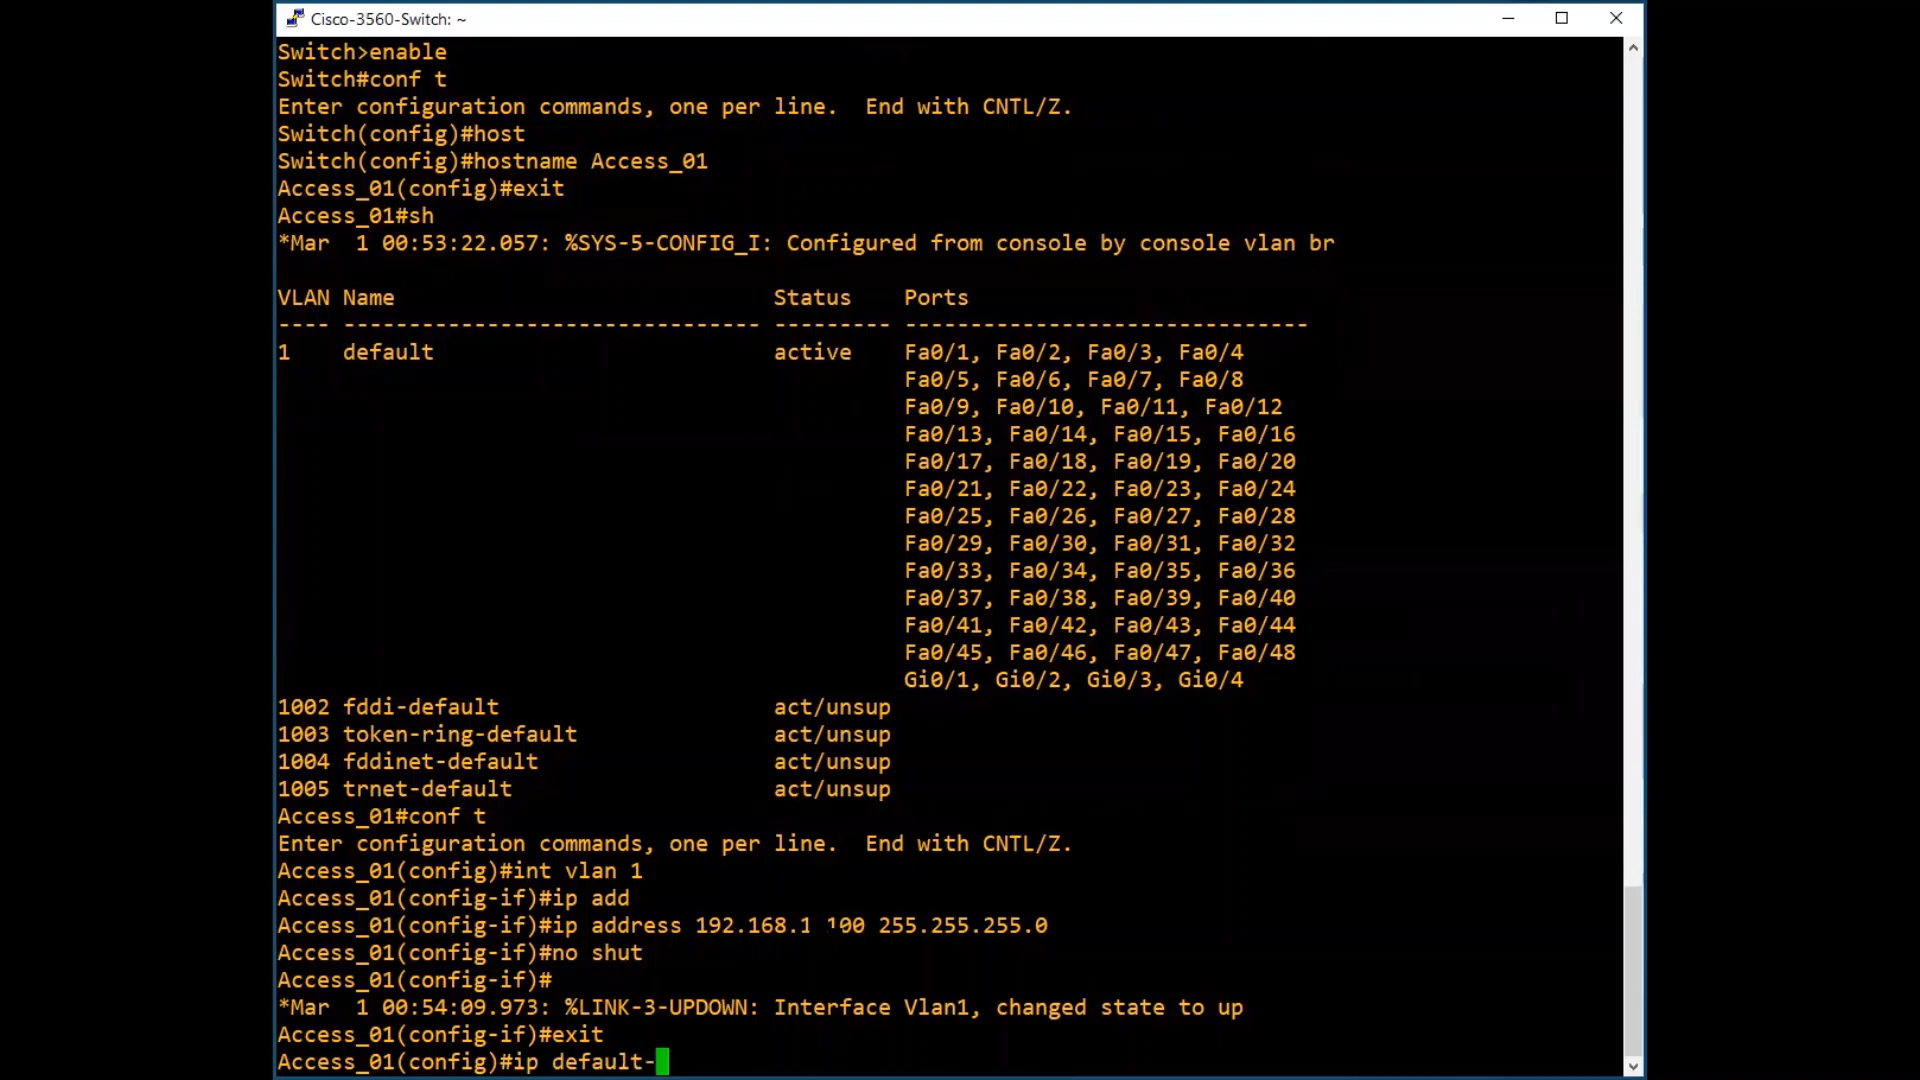 Cisco-3560-Switch: ~
Switch>enable
Switch#conf t
Enter configuration commands, one per line.  End with CNTL/Z.
Switch(config)#host
Switch(config)#hostname Access_01
Access_01(config)#exit
Access_01#sh
*Mar  1 00:53:22.057: %SYS-5-CONFIG_I: Configured from console by console vlan br

VLAN Name                             Status    Ports
---- -------------------------------- --------- -------------------------------
1    default                          active    Fa0/1, Fa0/2, Fa0/3, Fa0/4
                                                Fa0/5, Fa0/6, Fa0/7, Fa0/8
                                                Fa0/9, Fa0/10, Fa0/11, Fa0/12
                                                Fa0/13, Fa0/14, Fa0/15, Fa0/16
                                                Fa0/17, Fa0/18, Fa0/19, Fa0/20
                                                Fa0/21, Fa0/22, Fa0/23, Fa0/24
                                                Fa0/25, Fa0/26, Fa0/27, Fa0/28
                                                Fa0/29, Fa0/30, Fa0/31, Fa0/32
                                                Fa0/33, Fa0/34, Fa0/35, Fa0/36
                                                Fa0/37, Fa0/38, Fa0/39, Fa0/40
                                                Fa0/41, Fa0/42, Fa0/43, Fa0/44
                                                Fa0/45, Fa0/46, Fa0/47, Fa0/48
                                                Gi0/1, Gi0/2, Gi0/3, Gi0/4
1002 fddi-default                     act/unsup
1003 token-ring-default               act/unsup
1004 fddinet-default                  act/unsup
1005 trnet-default                    act/unsup
Access_01#conf t
Enter configuration commands, one per line.  End with CNTL/Z.
Access_01(config)#int vlan 1
Access_01(config-if)#ip add
Access_01(config-if)#ip address 192.168.1 100 255.255.255.0
Access_01(config-if)#no shut
Access_01(config-if)#
*Mar  1 00:54:09.973: %LINK-3-UPDOWN: Interface Vlan1, changed state to up
Access_01(config-if)#exit
Access_01(config)#ip default-